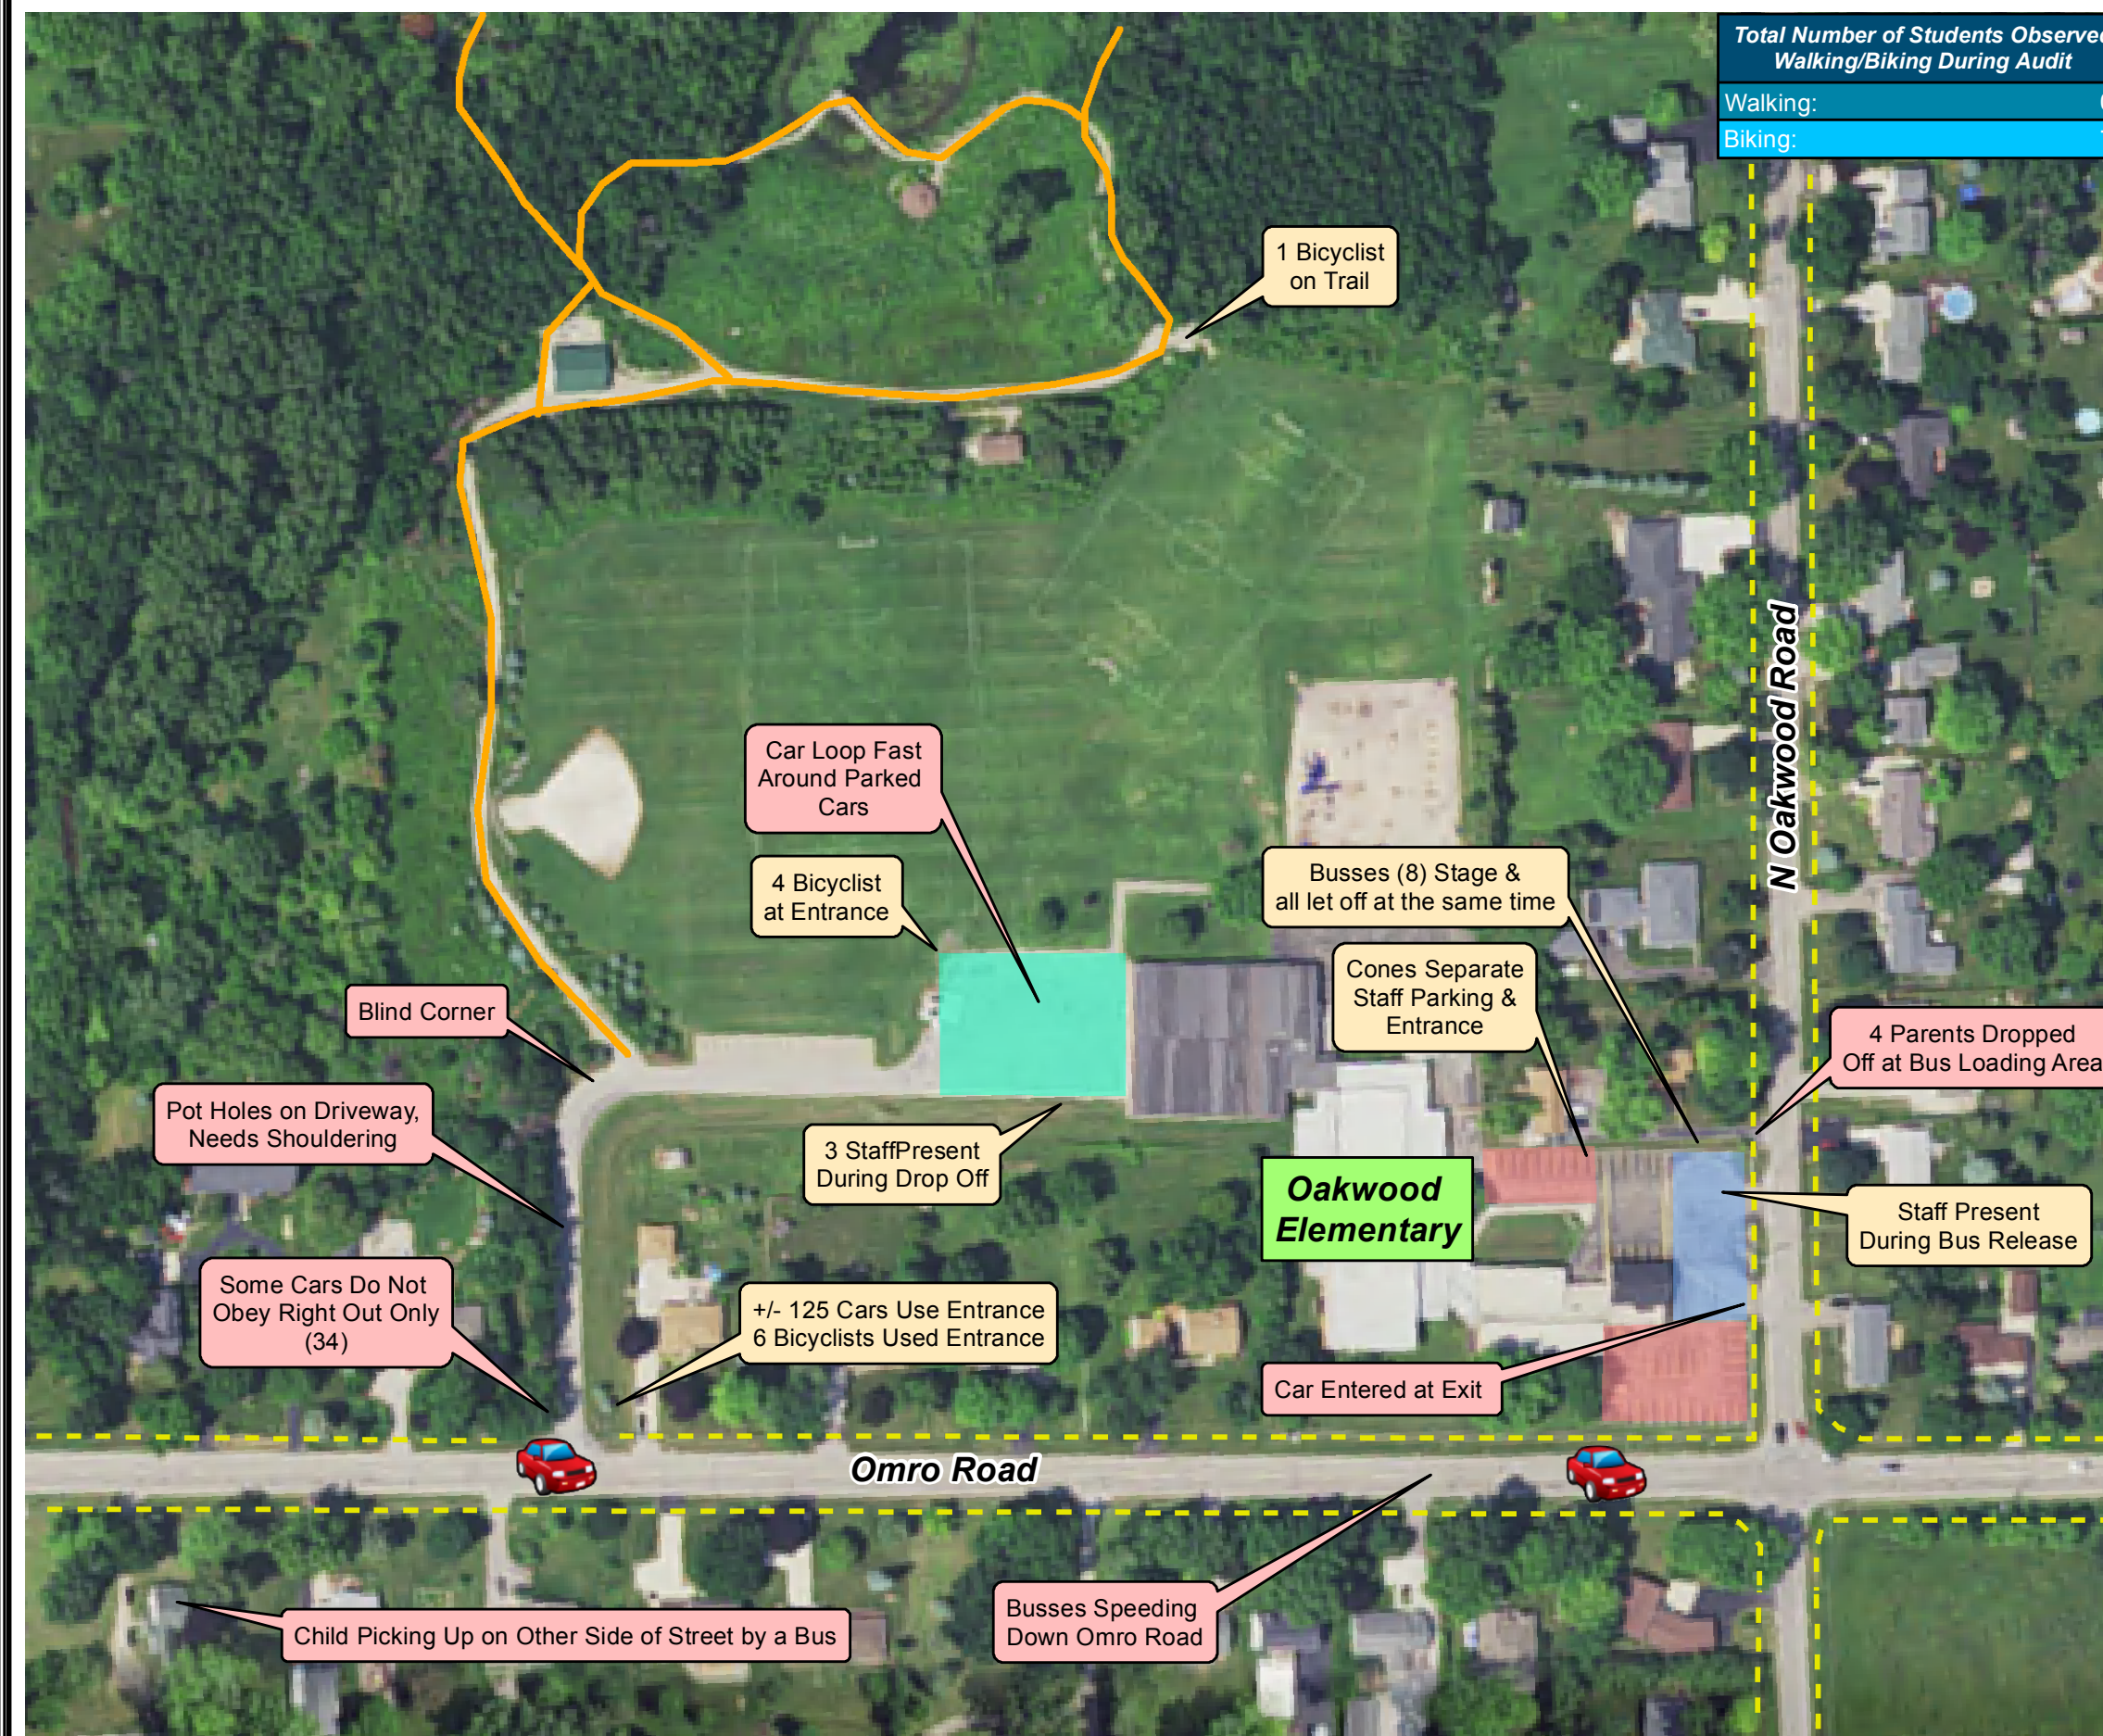 Total Number of Students Observed
Walking/Biking During Audit
Walking:
Biking:
1 Bicyclist
on Trail
N Oakwood Road
Car Loop Fast
Around Parked
Cars
4 Bicyclist
at Entrance
Busses (8) Stage &
all let off at the same time
Cones Separate
Staff Parking &
Entrance
Blind Corner
4 Parents Dropped
Off at Bus Loading Area
Pot Holes on Driveway,
Needs Shouldering
3 StaffPresent
During Drop Off
Oakwood
Elementary
Staff Present
During Bus Release
Some Cars Do Not
Obey Right Out Only
(34)
+/- 125 Cars Use Entrance
6 Bicyclists Used Entrance
Car Entered at Exit
Omro Road
Busses Speeding
Down Omro Road
Child Picking Up on Other Side of Street by a Bus